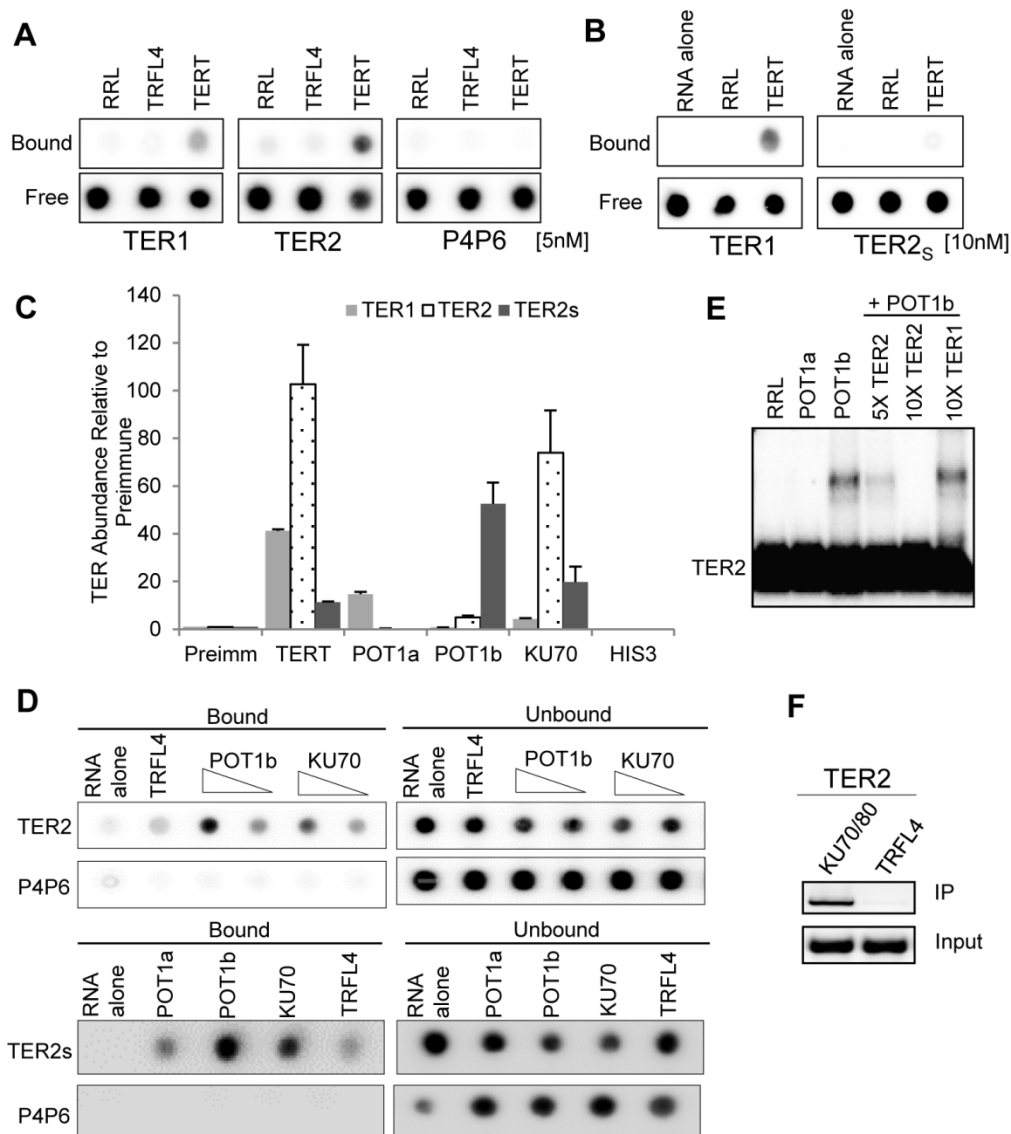 A
RRL TRFL4 TERT RRL TRFL4 TERT RRL TRFL4 TERT
Bound
Free
TER1 TER2 P4P6 [5nM]
B
RNA alone RRL TERT RNA alone RRL TERT
Bound
Free
TER1 TER2S [10nM]
C
TER Abundance Relative to
Preimmune
140
120
100
80
60
40
20
0
TER1 TER2 TER2s
Preimm TERT POT1a POT1b KU70 HIS3
E
+ POT1b
RRL POT1a POT1b 5X TER2 10X TER2 10X TER1
TER2
D
Bound Unbound
RNA alone TRFL4 POT1b KU70 RNA alone TRFL4 POT1b KU70
TER2
P4P6
Bound Unbound
RNA alone POT1a POT1b KU70 TRFL4 RNA alone POT1a POT1b KU70 TRFL4
TER2s
P4P6
F
TER2
KU70/80 TRFL4
IP
Input